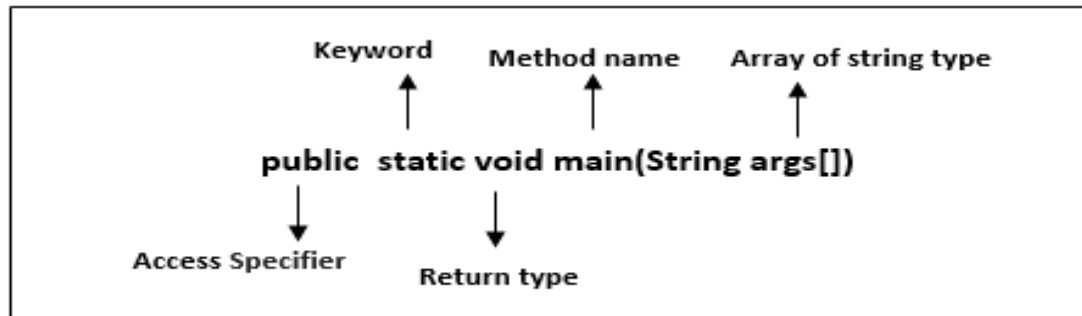 Keyword
Method name
Array of string type
public static void main(String args[])
Access Specifier
Return type